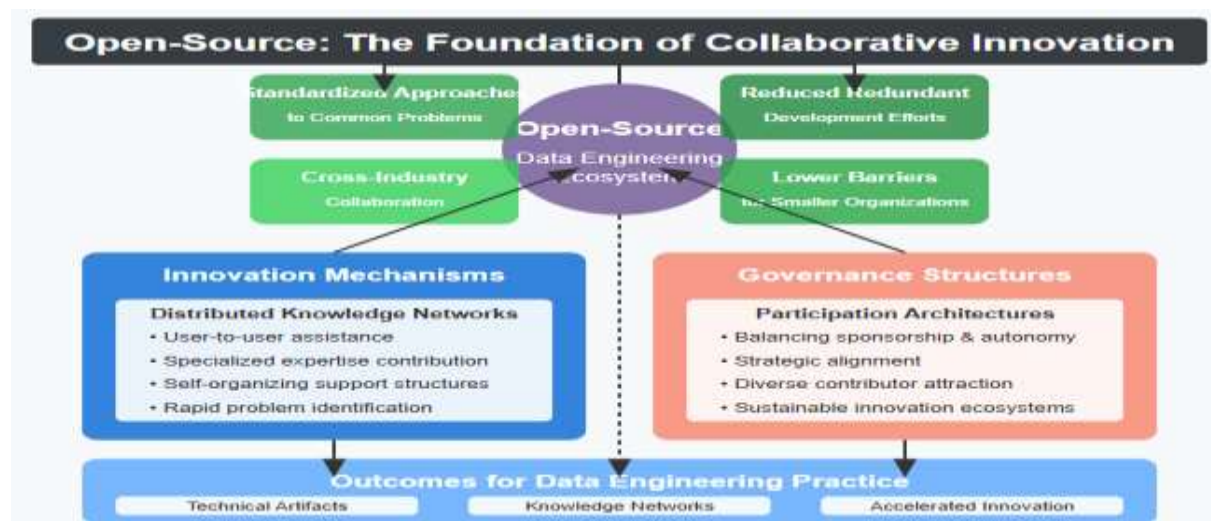 Open-Source: The Foundation of Collaborative Innovation
Standardized Approaches
to Common Problems
Reduced Redundant
Development Efforts
Open-Source
Data Engineering
Ecosystem
Cross-Industry
Collaboration
Lower Barriers
for Smaller Organizations
Innovation Mechanisms
Distributed Knowledge Networks
• User-to-user assistance
• Specialized expertise contribution
• Self-organizing support structures
• Rapid problem identification
Governance Structures
Participation Architectures
• Balancing sponsorship & autonomy
• Strategic alignment
• Diverse contributor attraction
• Sustainable innovation ecosystems
Outcomes for Data Engineering Practice
Technical Artifacts
Knowledge Networks
Accelerated Innovation